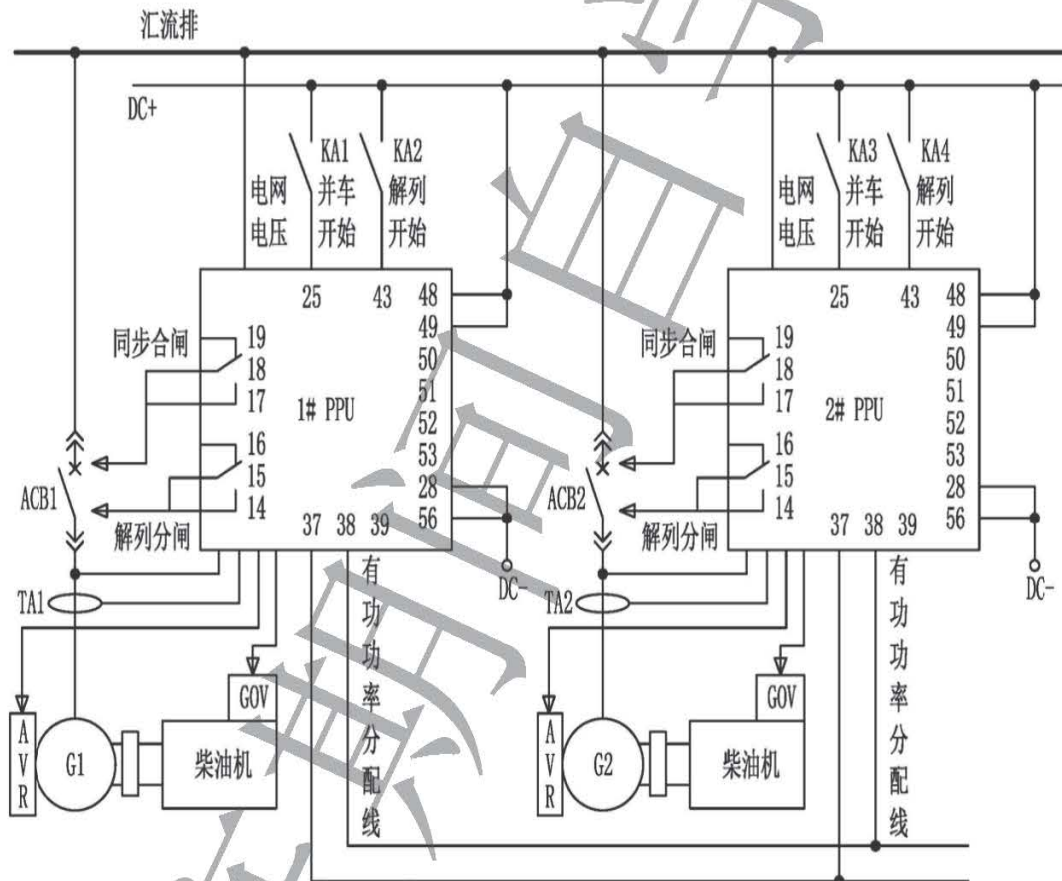 汇流排
DC+
电网
电压
KA1
并车
开始
KA2
解列
开始
电网
电压
KA3
并车
开始
KA4
解列
开始
25
43
48
49
50
51
52
53
28
56
同步合闸
19
18
17
16
15
14
1# PPU
ACB1
解列分闸
37
38
39
DC-
TA1
有功功率分配线
AVR
G1
GOV
柴油机
25
43
48
49
50
51
52
53
28
56
同步合闸
19
18
17
16
15
14
2# PPU
ACB2
解列分闸
37
38
39
DC-
TA2
有功功率分配线
AVR
G2
GOV
柴油机